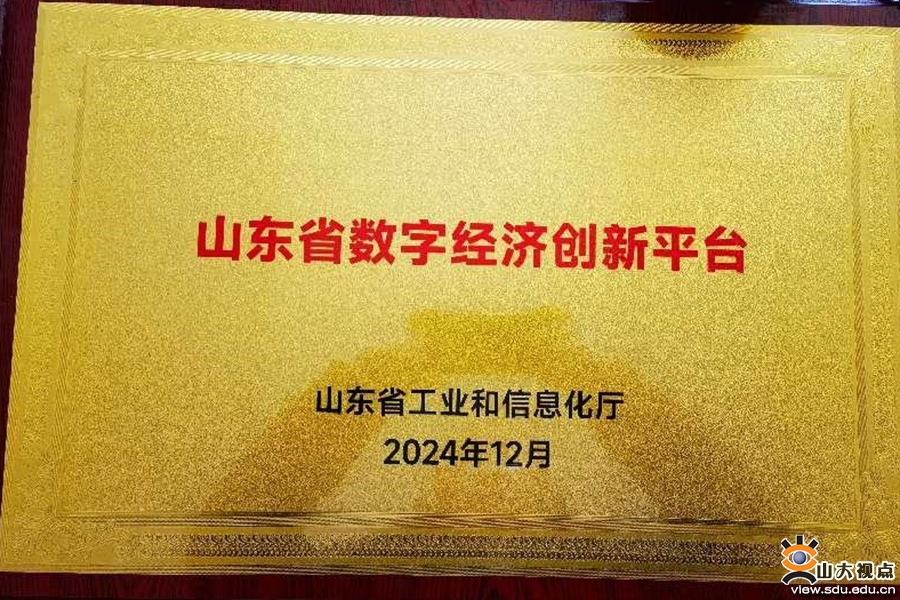 山东省数字经济创新平台
山东省工业和信息化厅
2024年12月
山大视点
view.sdu.edu.cn